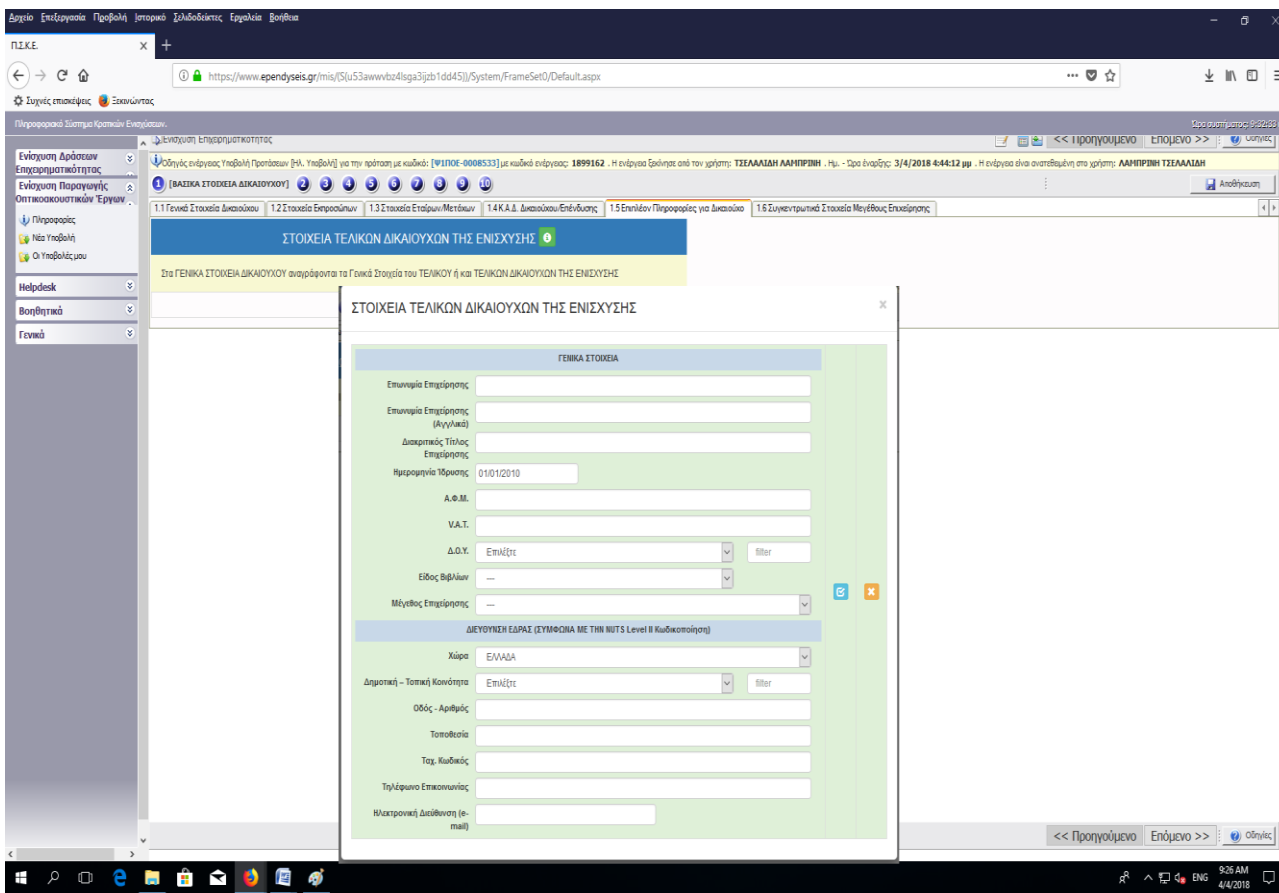 Αρχείο Επεξεργασία Προβολή Ιστορικό Σελιδοδείκτες Εργαλεία Βοήθεια
Π.Σ.Κ.Ε.
https://www.ependyseis.gr/mis/(S(u53awwvbz4lsga3ijzb1dd45))/System/FrameSet0/Default.aspx
Συχνές επισκέψεις Ξεκινώντας
Πληροφοριακό Σύστημα Κρατικών Ενισχύσεων. Ώρα συστήματος: 9:32:33
Ενίσχυση Επιχειρηματικότητας << Προηγούμενο Επόμενο >> Οδηγίες
Οδηγός ενέργειας Υποβολή Προτάσεων [Ηλ. Υποβολή] για την πρόταση με κωδικό: [Ψ1ΠΟΕ-0008533] με κωδικό ενέργειας: 1899162 . Η ενέργεια ξεκίνησε από τον χρήστη: ΤΣΕΛΑΛΙΔΗ ΛΑΜΠΡΙΝΗ . Ημ. - Ώρα έναρξης: 3/4/2018 4:44:12 μμ . Η ενέργεια είναι ανατεθειμένη στο χρήστη: ΛΑΜΠΡΙΝΗ ΤΣΕΛΑΛΙΔΗ
1 [ΒΑΣΙΚΑ ΣΤΟΙΧΕΙΑ ΔΙΚΑΙΟΥΧΟΥ] 2 3 4 5 6 7 8 9 10 Αποθήκευση
1.1 Γενικά Στοιχεία Δικαιούχου 1.2 Στοιχεία Εκπροσώπων 1.3 Στοιχεία Εταίρων/Μετόχων 1.4 Κ.Α.Δ. Δικαιούχου/Επένδυσης 1.5 Επιπλέον Πληροφορίες για Δικαιούχο 1.6 Συγκεντρωτικά Στοιχεία Μεγέθους Επιχείρησης
Ενίσχυση Δράσεων
Επιχειρηματικότητας
Ενίσχυση Παραγωγής
Οπτικοακουστικών Έργων
Πληροφορίες
Νέα Υποβολή
Οι Υποβολές μου
Helpdesk
Βοηθητικά
Γενικά
ΣΤΟΙΧΕΙΑ ΤΕΛΙΚΩΝ ΔΙΚΑΙΟΥΧΩΝ ΤΗΣ ΕΝΙΣΧΥΣΗΣ
Στα ΓΕΝΙΚΑ ΣΤΟΙΧΕΙΑ ΔΙΚΑΙΟΥΧΟΥ αναγράφονται τα Γενικά Στοιχεία του ΤΕΛΙΚΟΥ ή και ΤΕΛΙΚΩΝ ΔΙΚΑΙΟΥΧΩΝ ΤΗΣ ΕΝΙΣΧΥΣΗΣ
ΣΤΟΙΧΕΙΑ ΤΕΛΙΚΩΝ ΔΙΚΑΙΟΥΧΩΝ ΤΗΣ ΕΝΙΣΧΥΣΗΣ
ΓΕΝΙΚΑ ΣΤΟΙΧΕΙΑ
Επωνυμία Επιχείρησης
Επωνυμία Επιχείρησης
(Αγγλικά)
Διακριτικός Τίτλος
Επιχείρησης
Ημερομηνία Ίδρυσης 01/01/2010
Α.Φ.Μ.
V.A.T.
Δ.Ο.Υ. Επιλέξτε filter
Είδος Βιβλίων ---
Μέγεθος Επιχείρησης ---
ΔΙΕΥΘΥΝΣΗ ΕΔΡΑΣ (ΣΥΜΦΩΝΑ ΜΕ ΤΗΝ NUTS Level II Κωδικοποίηση)
Χώρα ΕΛΛΑΔΑ
Δημοτική – Τοπική Κοινότητα Επιλέξτε filter
Οδός - Αριθμός
Τοποθεσία
Ταχ. Κωδικός
Τηλέφωνο Επικοινωνίας
Ηλεκτρονική Διεύθυνση (e-
mail)
<< Προηγούμενο Επόμενο >> Οδηγίες
ENG 9:26 AM
4/4/2018